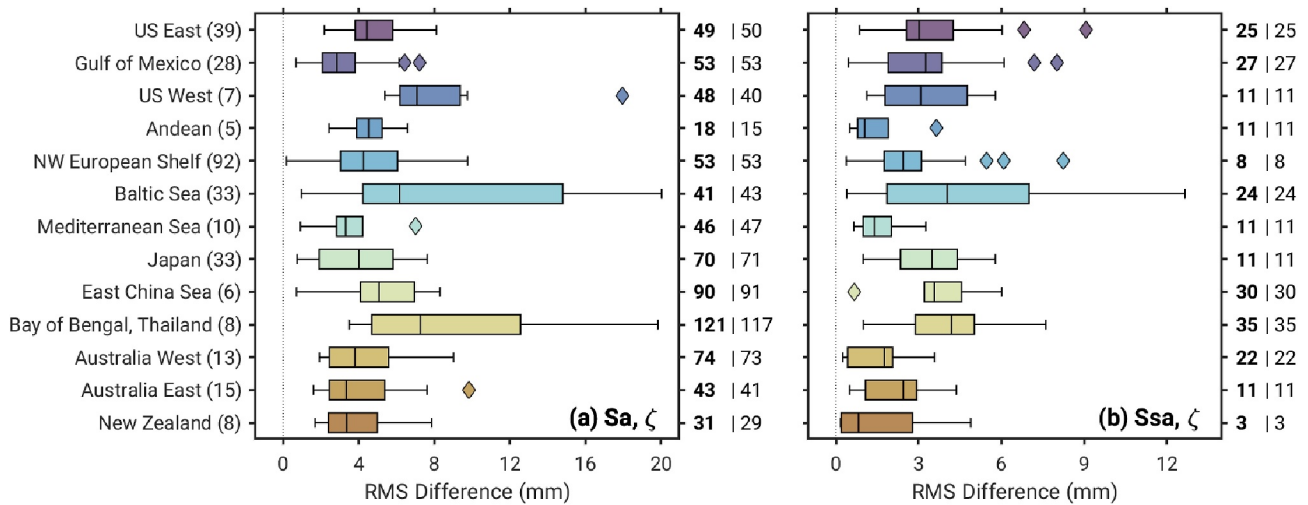 US East (39) 49 | 50 25 | 25
Gulf of Mexico (28) 53 | 53 27 | 27
US West (7) 48 | 40 11 | 11
Andean (5) 18 | 15 11 | 11
NW European Shelf (92) 53 | 53 8 | 8
Baltic Sea (33) 41 | 43 24 | 24
Mediterranean Sea (10) 46 | 47 11 | 11
Japan (33) 70 | 71 11 | 11
East China Sea (6) 90 | 91 30 | 30
Bay of Bengal, Thailand (8) 121 | 117 35 | 35
Australia West (13) 74 | 73 22 | 22
Australia East (15) 43 | 41 11 | 11
New Zealand (8) (a) Sa, ζ 31 | 29 (b) Ssa, ζ 3 | 3
0 4 8 12 16 20 0 3 6 9 12
RMS Difference (mm) RMS Difference (mm)